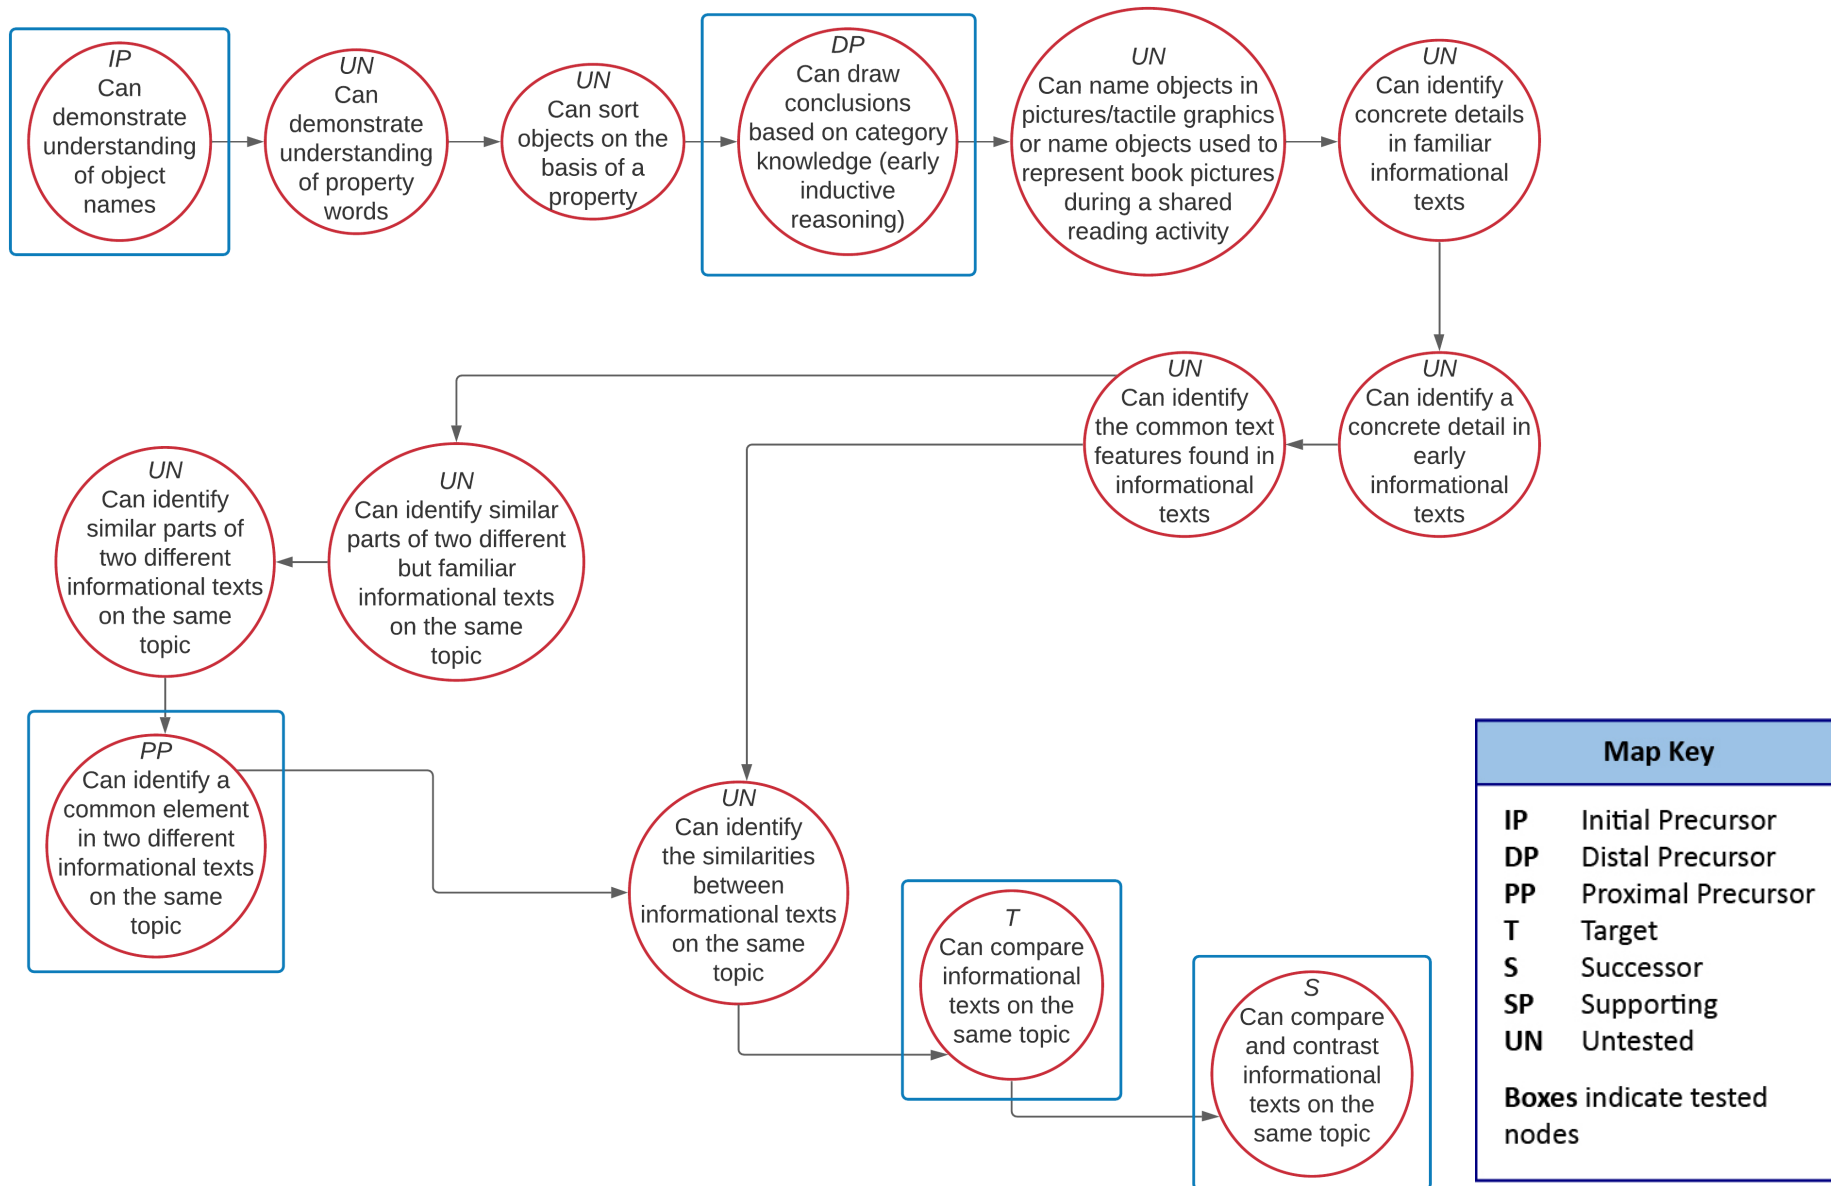 IP
Can
demonstrate
understanding
of object
names
UN
Can
demonstrate
understanding
of property
words
UN
Can sort
objects on the
basis of a
property
DP
Can draw
conclusions
based on category
knowledge (early
inductive
reasoning)
UN
Can name objects in
pictures/tactile graphics
or name objects used to
represent book pictures
during a shared
reading activity
UN
Can identify
concrete details
in familiar
informational
texts
UN
Can identify a
concrete detail in
early
informational
texts
UN
Can identify
the common text
features found in
informational
texts
UN
Can identify similar
parts of two different
but familiar
informational texts
on the same
topic
UN
Can identify
similar parts of
two different
informational texts
on the same
topic
PP
Can identify a
common element
in two different
informational texts
on the same
topic
UN
Can identify
the similarities
between
informational texts
on the same
topic
T
Can compare
informational
texts on the
same topic
S
Can compare
and contrast
informational
texts on the
same topic
Map Key
IP Initial Precursor
DP Distal Precursor
PP Proximal Precursor
T Target
S Successor
SP Supporting
UN Untested
Boxes indicate tested
nodes